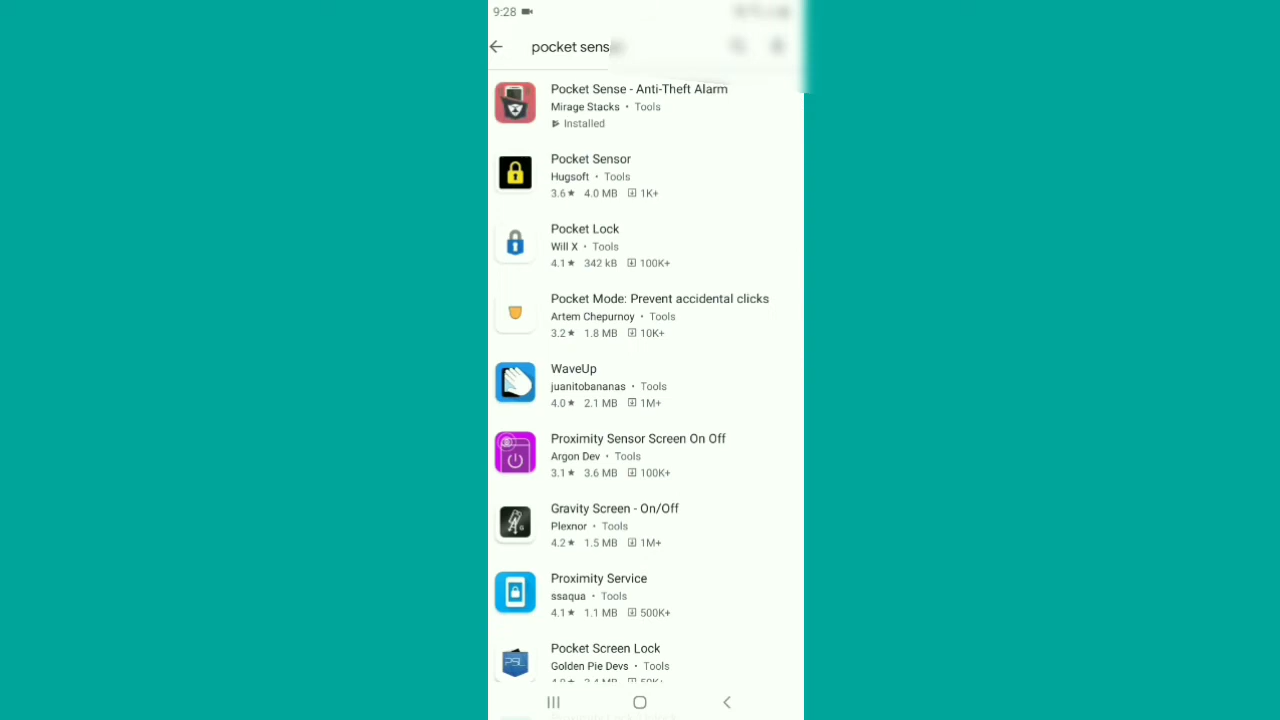 9:28
pocket sens
Pocket Sense - Anti-Theft Alarm
Mirage Stacks • Tools
Installed
Pocket Sensor
Hugsoft • Tools
3.6★ 4.0 MB 1K+
Pocket Lock
Will X • Tools
4.1★ 342 kB 100K+
Pocket Mode: Prevent accidental clicks
Artem Chepurnoy • Tools
3.2★ 1.8 MB 10K+
WaveUp
juanitobananas • Tools
4.0★ 2.1 MB 1M+
Proximity Sensor Screen On Off
Argon Dev • Tools
3.1★ 3.6 MB 100K+
Gravity Screen - On/Off
Plexnor • Tools
4.2★ 1.5 MB 1M+
Proximity Service
ssaqua • Tools
4.1★ 1.1 MB 500K+
PSL
Pocket Screen Lock
Golden Pie Devs • Tools